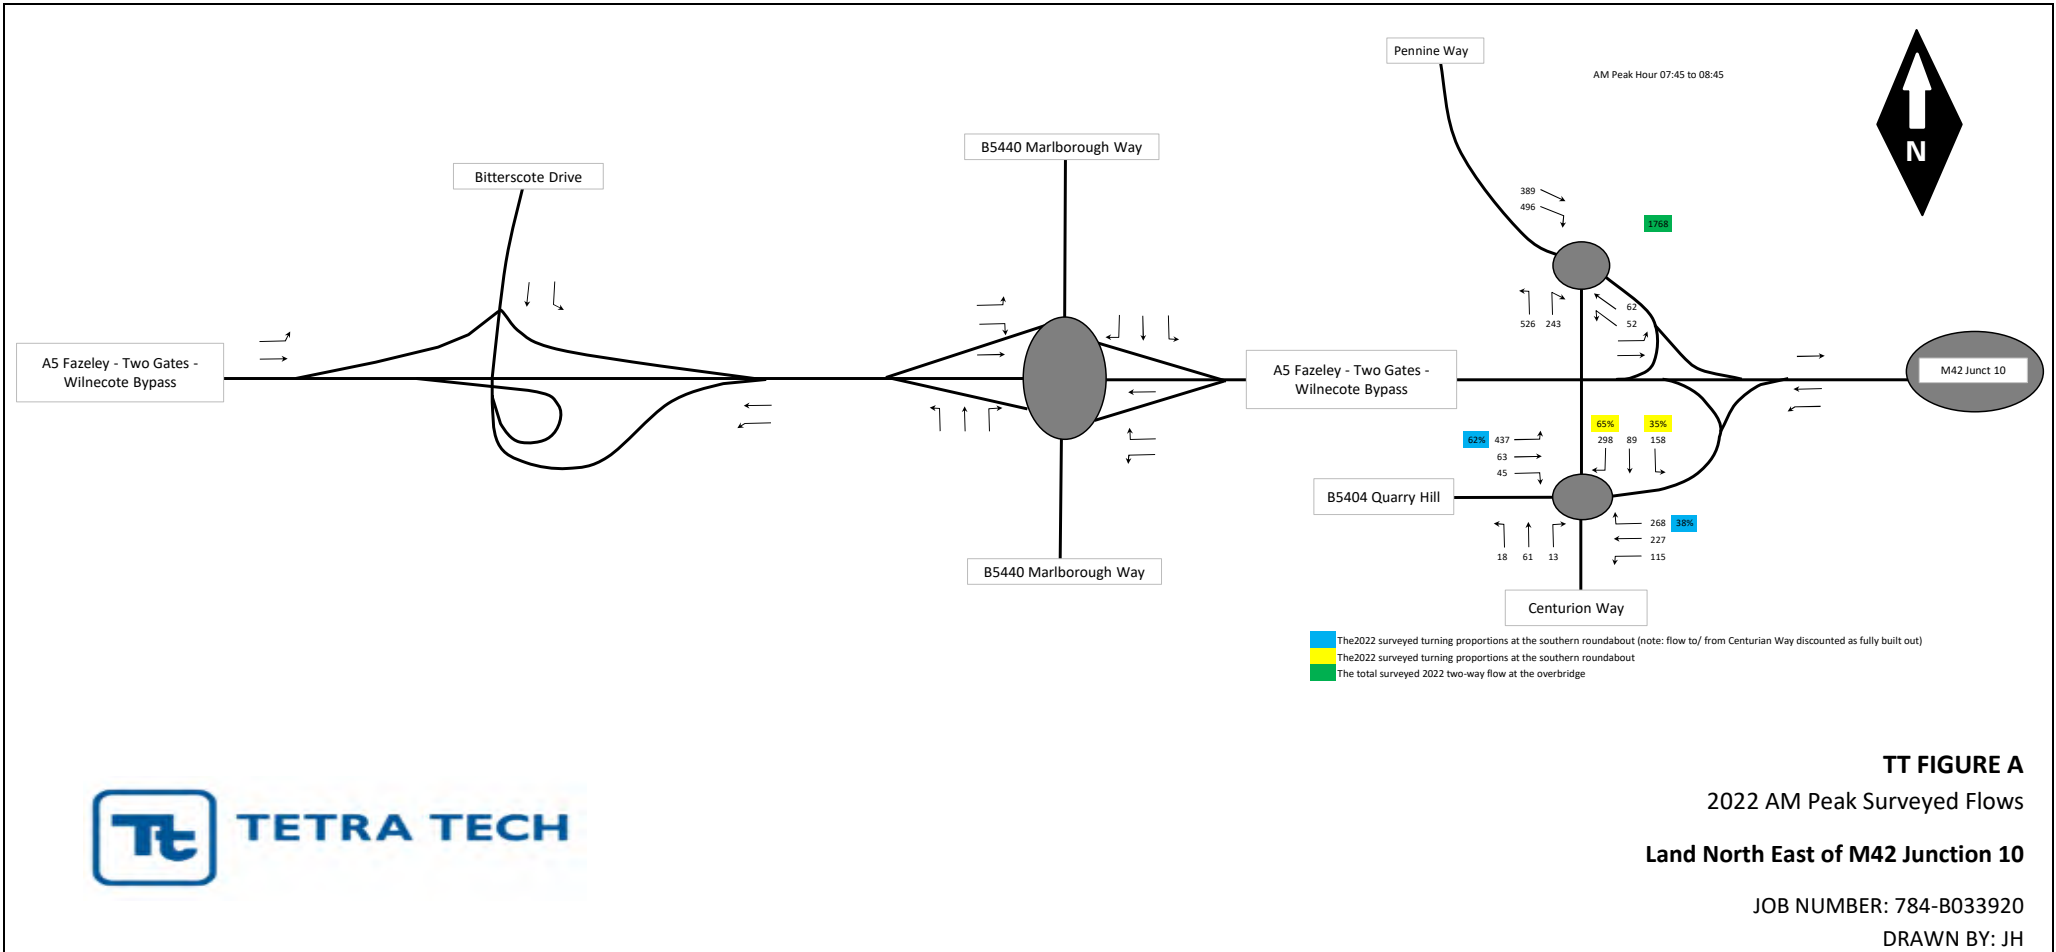 Pennine Way
AM Peak Hour 07:45 to 08:45
N
B5440 Marlborough Way
Bitterscote Drive
389
496
1768
62
52
526 243
A5 Fazeley - Two Gates -
Wilnecote Bypass
A5 Fazeley - Two Gates -
Wilnecote Bypass
M42 Junct 10
65% 35%
62% 437
298 89 158
63
45
B5404 Quarry Hill
268 38%
227
115
18 61 13
B5440 Marlborough Way
Centurion Way
The2022 surveyed turning proportions at the southern roundabout (note: flow to/ from Centurian Way discounted as fully built out)
The2022 surveyed turning proportions at the southern roundabout
The total surveyed 2022 two-way flow at the overbridge
TT FIGURE A
2022 AM Peak Surveyed Flows
Land North East of M42 Junction 10
JOB NUMBER: 784-B033920
DRAWN BY: JH
Tt TETRA TECH